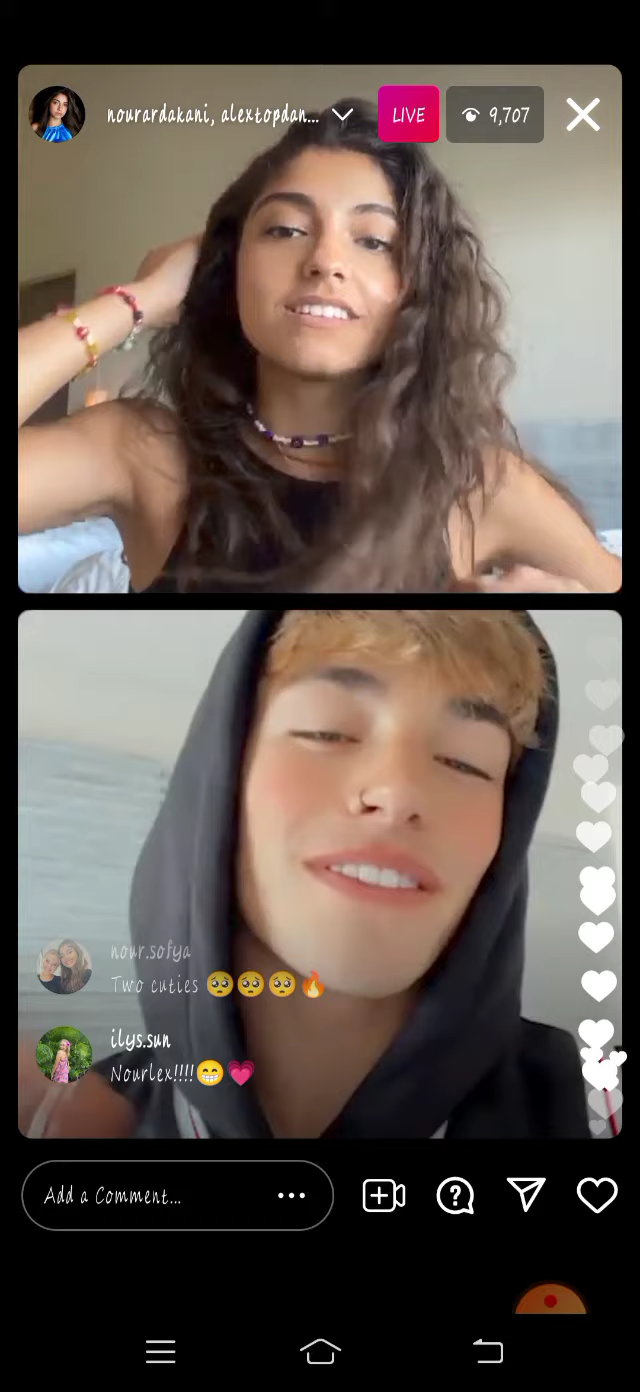 nourardakani, alextopdan...
LIVE
9,707
nour.sofya
Two cuties 🥺🥺🥺🔥
ilys.sun
Nourlex!!!!😁💗
Add a Comment...